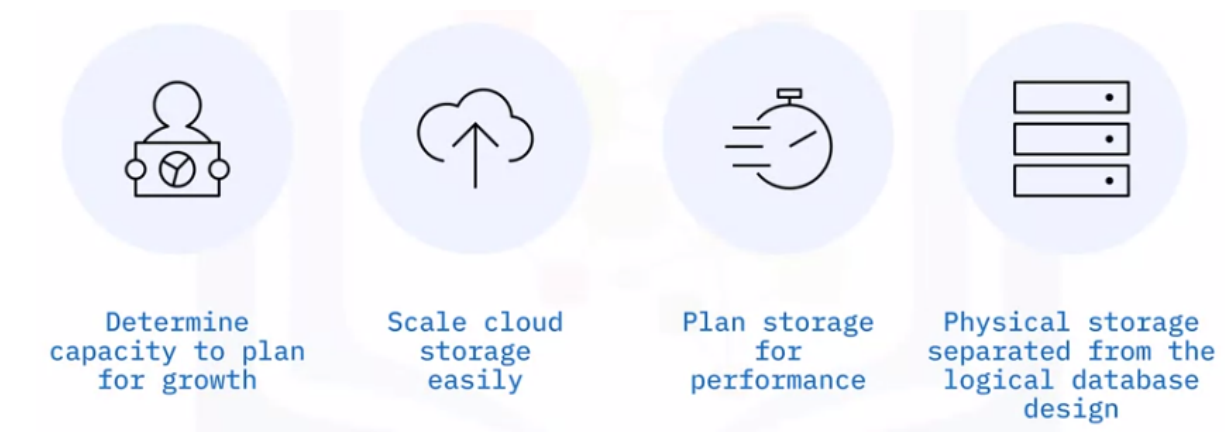 Determine
capacity to plan
for growth
Scale cloud
storage
easily
Plan storage
for
performance
Physical storage
separated from the
logical database
design